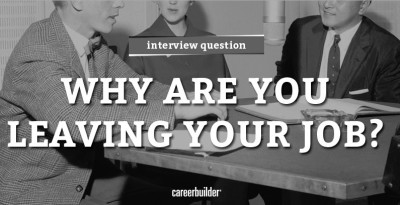 interview question
WHY ARE YOU
LEAVING YOUR JOB?
careerbuilder